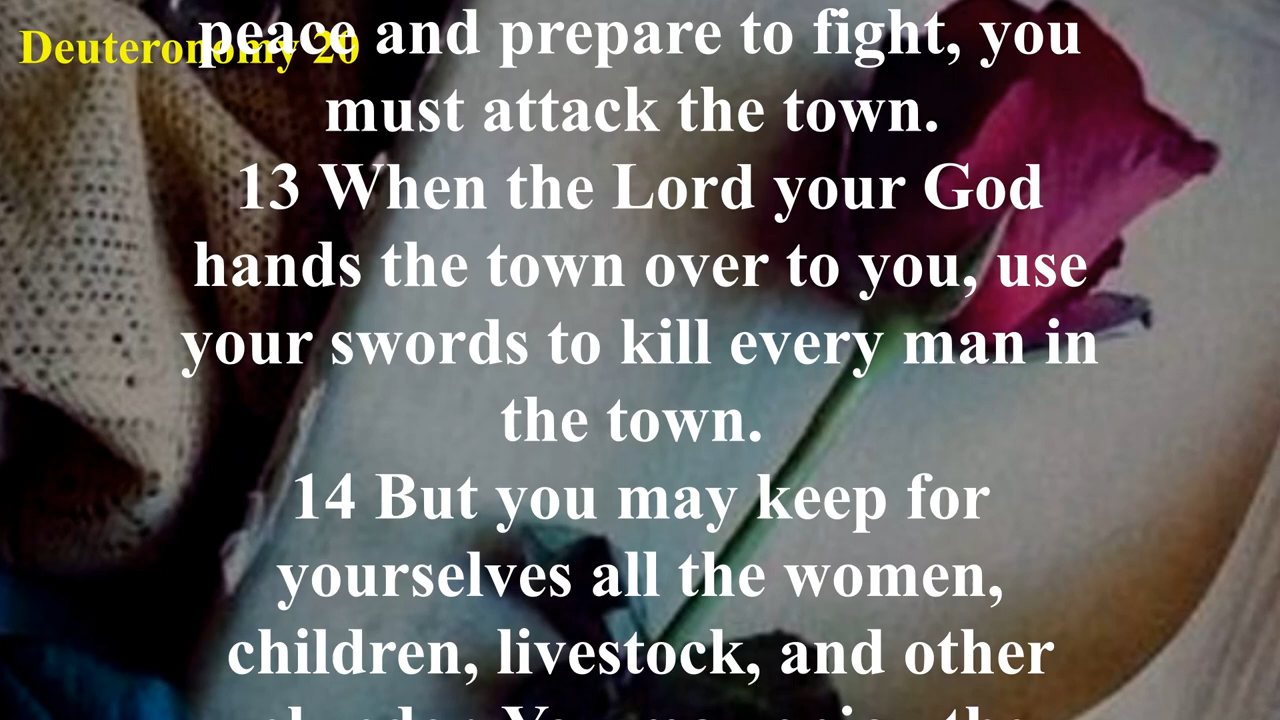 Deuteronomy 20
peace and prepare to fight, you
must attack the town.
13 When the Lord your God
hands the town over to you, use
your swords to kill every man in
the town.
14 But you may keep for
yourselves all the women,
children, livestock, and other